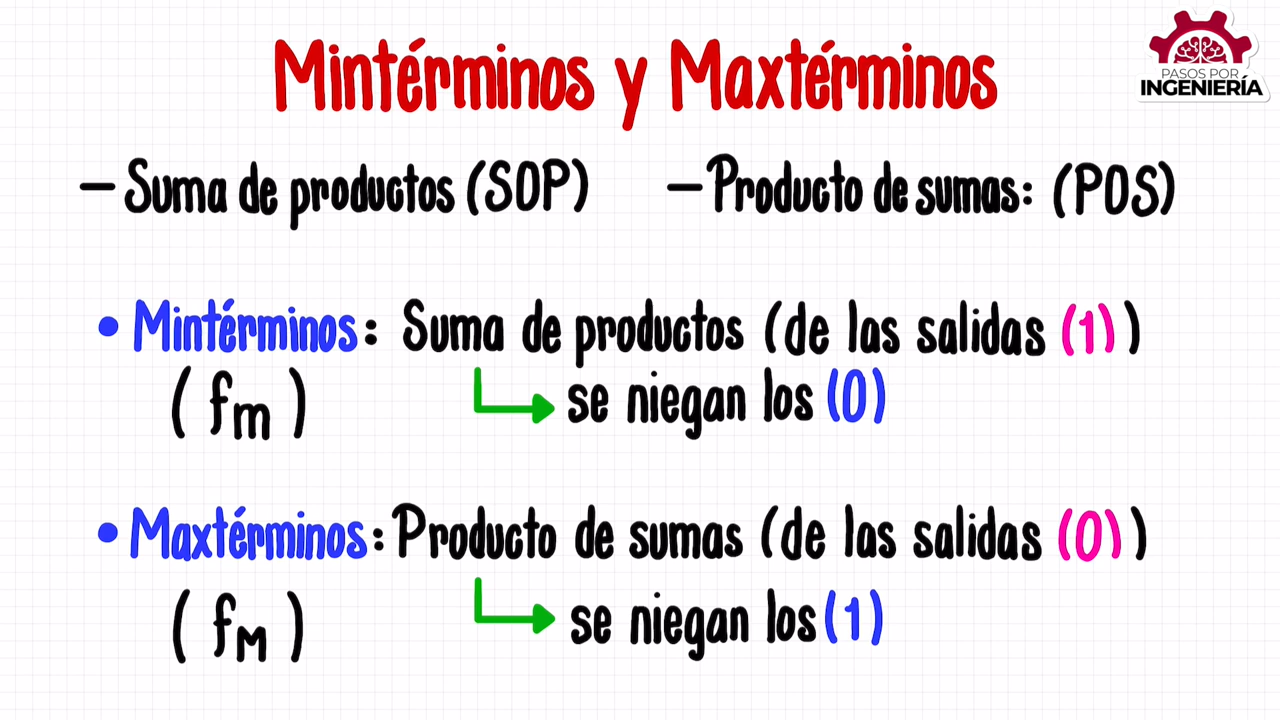 Mintérminos y Maxtérminos
PASOS POR
INGENIERÍA
– Suma de productos (SOP)
– Producto de sumas: (POS)
• Mintérminos: Suma de productos (de las salidas (1))
(fm)
se niegan los (0)
• Maxtérminos: Producto de sumas (de las salidas (0))
(fM)
se niegan los (1)